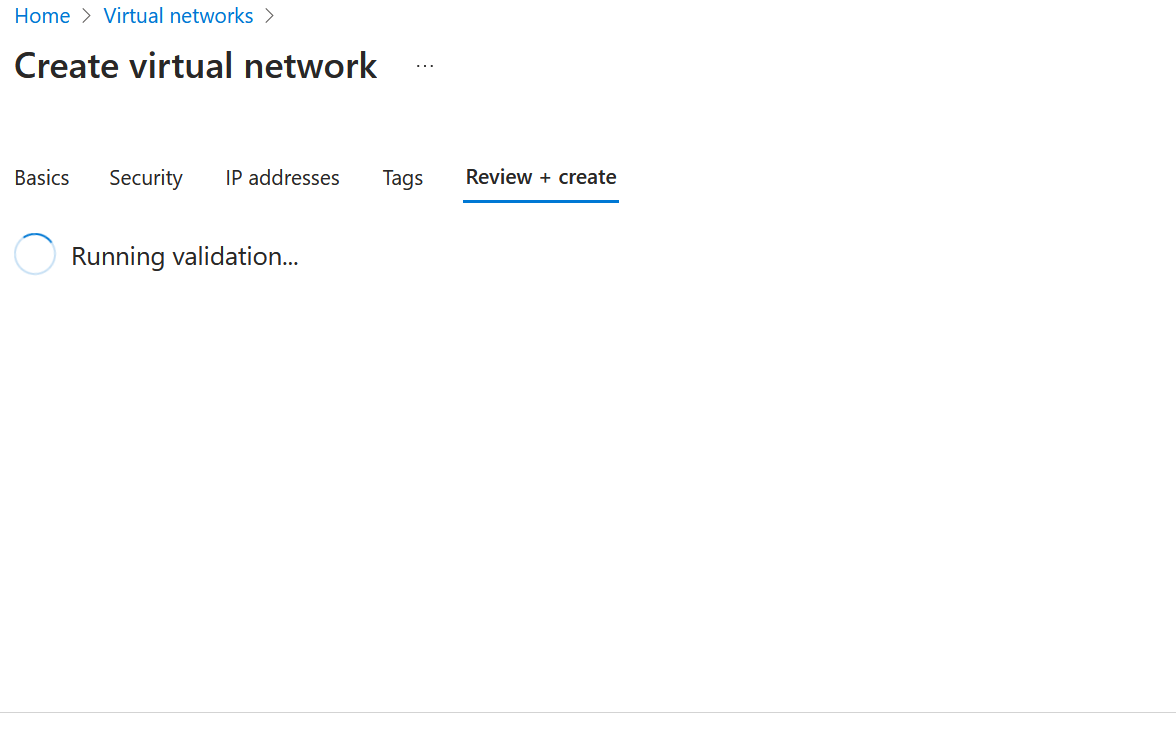 Home > Virtual networks >
Create virtual network ...
Basics Security IP addresses Tags Review + create
Running validation...